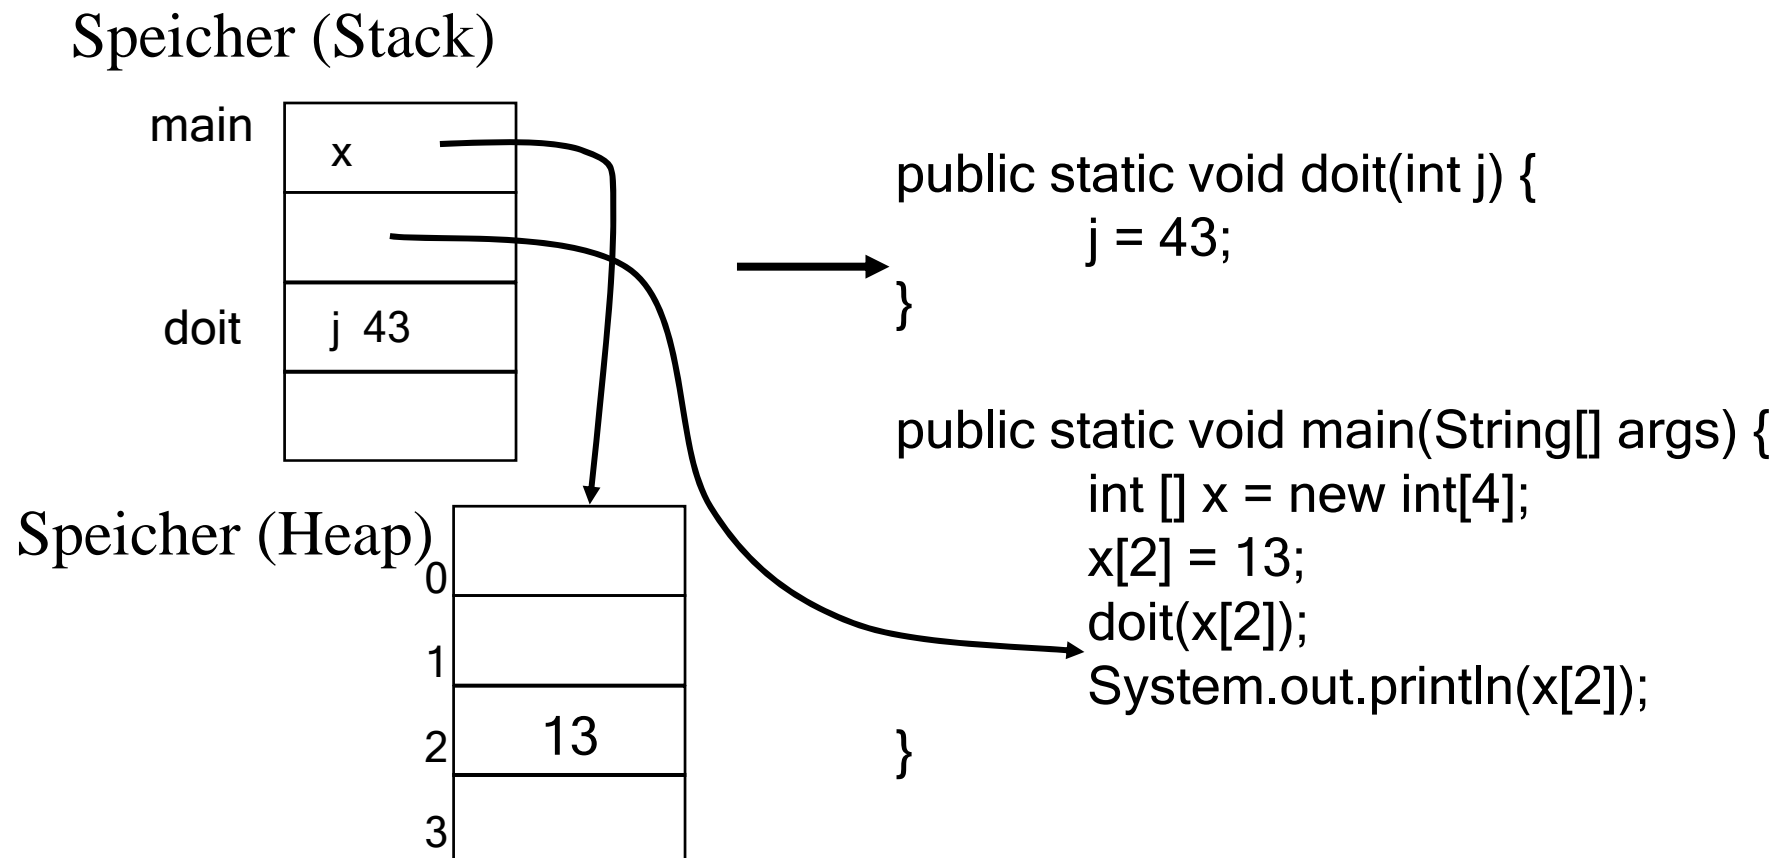 Speicher (Stack)
main
x
doit
j 43
Speicher (Heap)
0
1
2
13
3
public static void doit(int j) {
j = 43;
}
public static void main(String[] args) {
int [] x = new int[4];
x[2] = 13;
doit(x[2]);
System.out.println(x[2]);
}